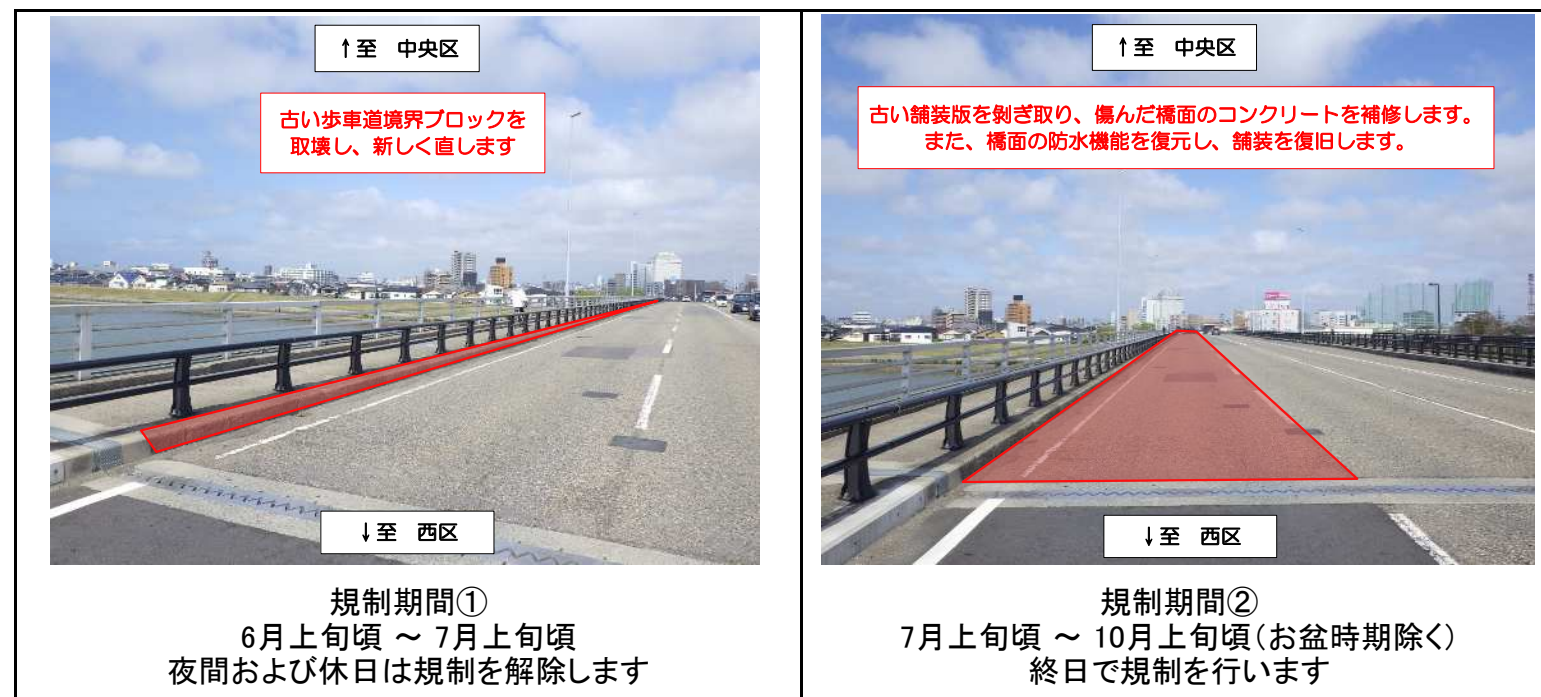 ↑至 中央区
古い歩車道境界ブロックを
取壊し、新しく直します
↓至 西区
規制期間①
6月上旬頃 ～ 7月上旬頃
夜間および休日は規制を解除します
↑至 中央区
古い舗装版を剝ぎ取り、傷んだ橋面のコンクリートを補修します。
また、橋面の防水機能を復元し、舗装を復旧します。
↓至 西区
規制期間②
7月上旬頃 ～ 10月上旬頃(お盆時期除く)
終日で規制を行います